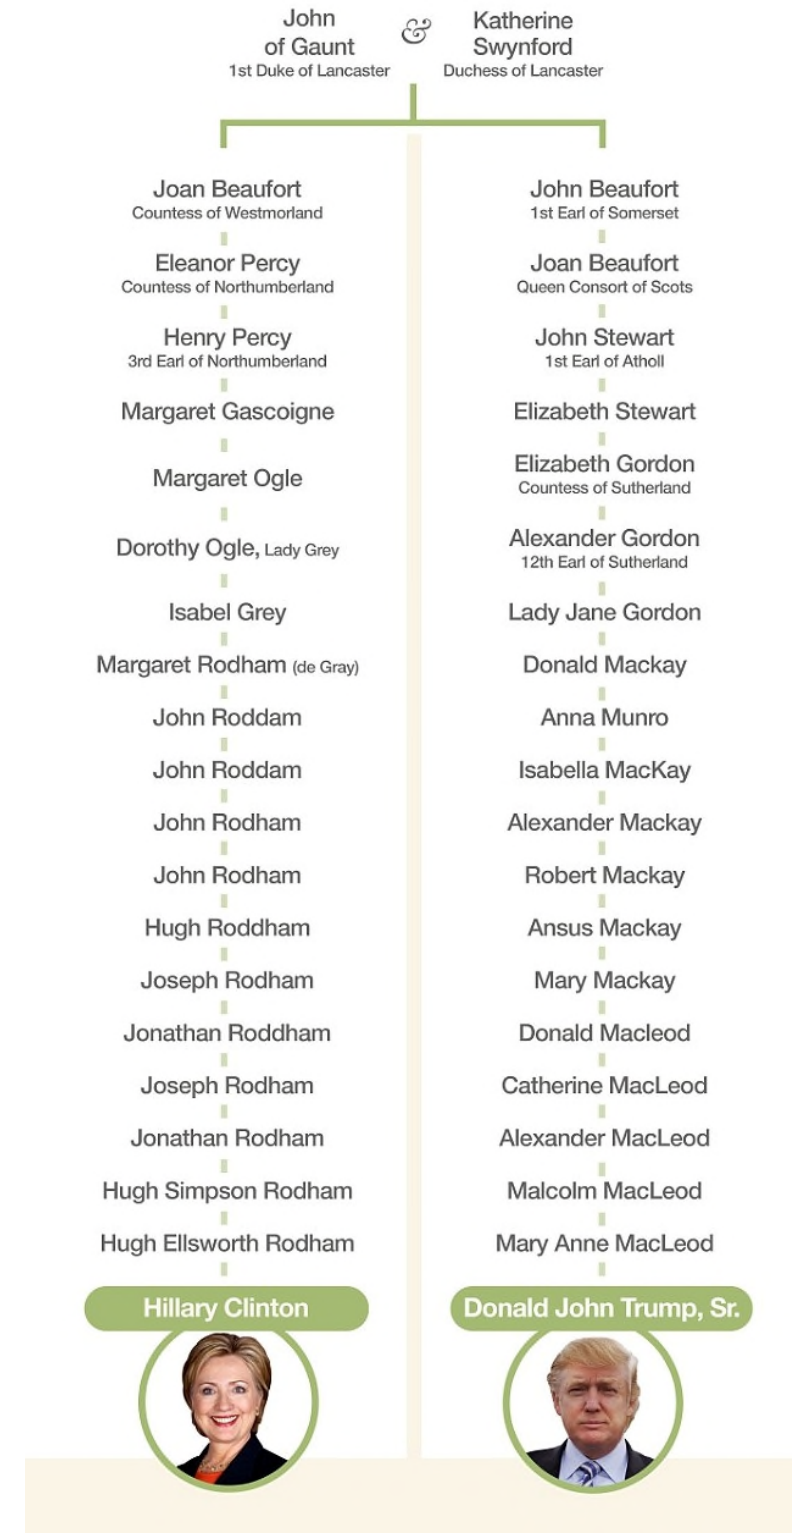 John
of Gaunt
1st Duke of Lancaster
&
Katherine
Swynford
Duchess of Lancaster
Joan Beaufort
Countess of Westmorland
Eleanor Percy
Countess of Northumberland
Henry Percy
3rd Earl of Northumberland
Margaret Gascoigne
Margaret Ogle
Dorothy Ogle, Lady Grey
Isabel Grey
Margaret Rodham (de Gray)
John Roddam
John Roddam
John Rodham
John Rodham
Hugh Roddham
Joseph Rodham
Jonathan Roddham
Joseph Rodham
Jonathan Rodham
Hugh Simpson Rodham
Hugh Ellsworth Rodham
Hillary Clinton
John Beaufort
1st Earl of Somerset
Joan Beaufort
Queen Consort of Scots
John Stewart
1st Earl of Atholl
Elizabeth Stewart
Elizabeth Gordon
Countess of Sutherland
Alexander Gordon
12th Earl of Sutherland
Lady Jane Gordon
Donald Mackay
Anna Munro
Isabella MacKay
Alexander Mackay
Robert Mackay
Ansus Mackay
Mary Mackay
Donald Macleod
Catherine MacLeod
Alexander MacLeod
Malcolm MacLeod
Mary Anne MacLeod
Donald John Trump, Sr.